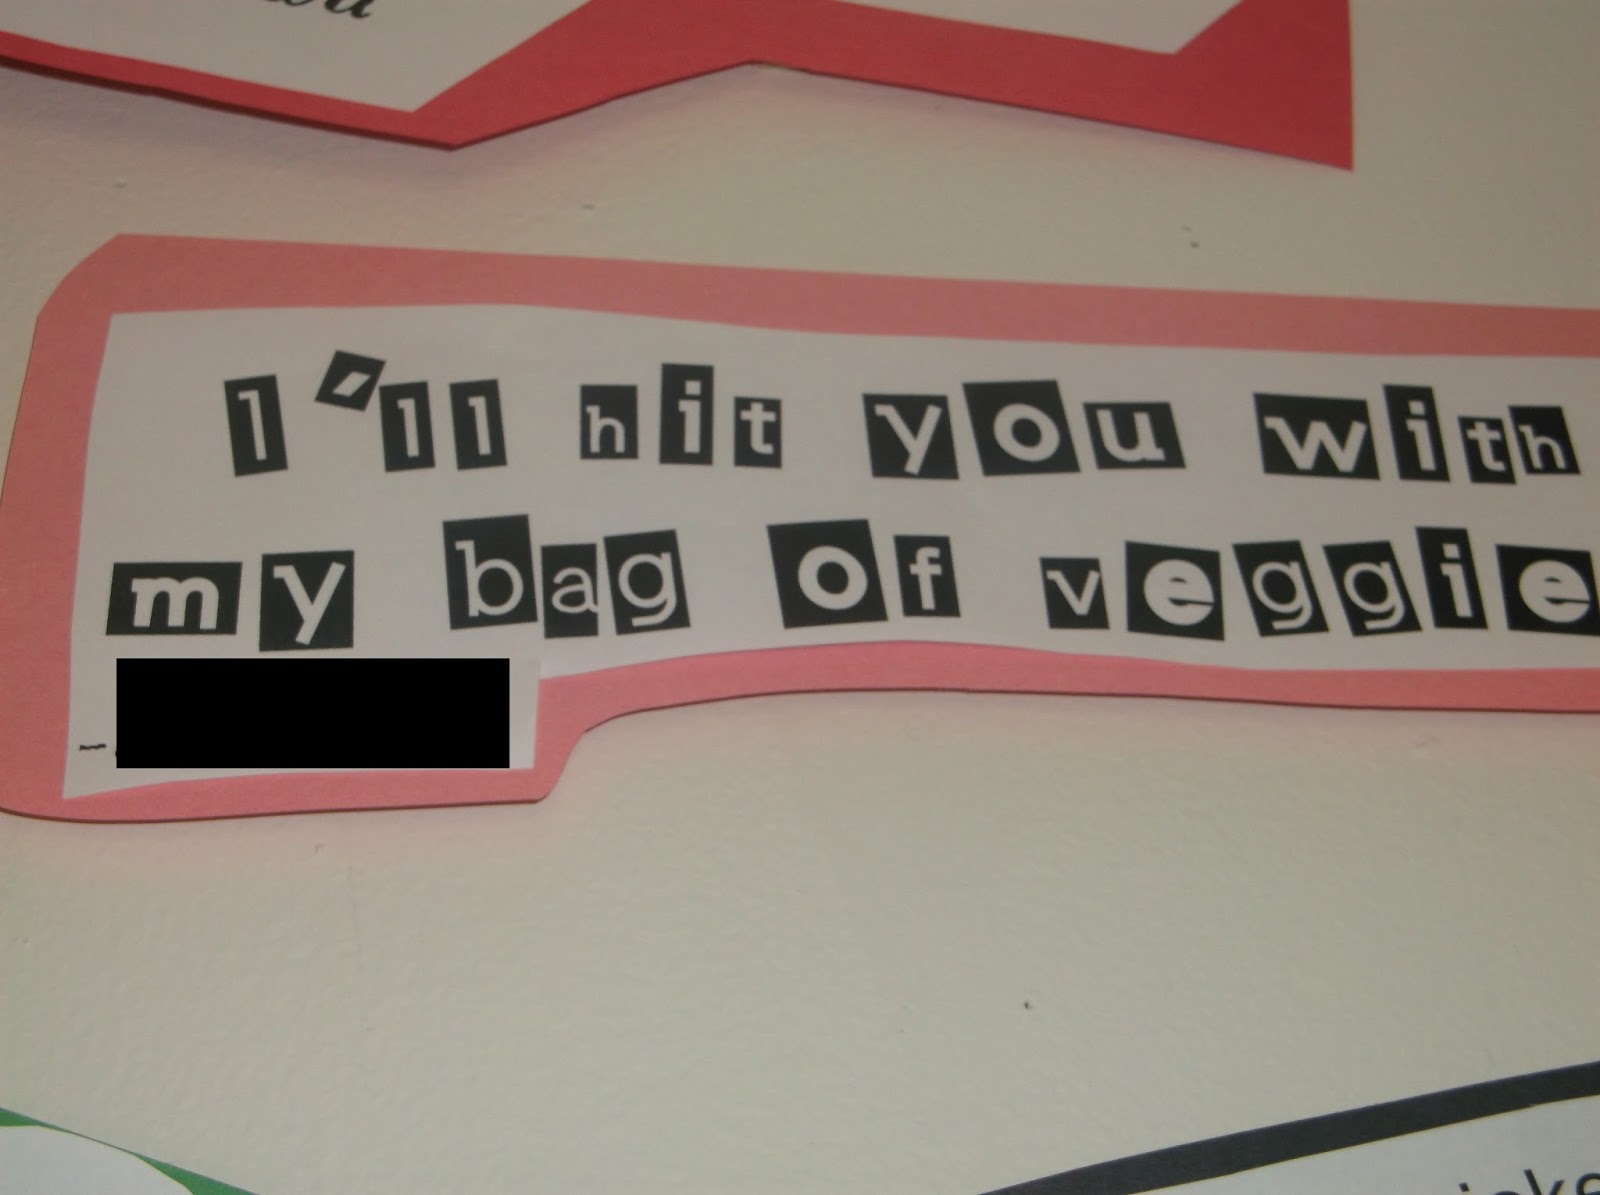 I'll hit you with
my bag of veggie
-